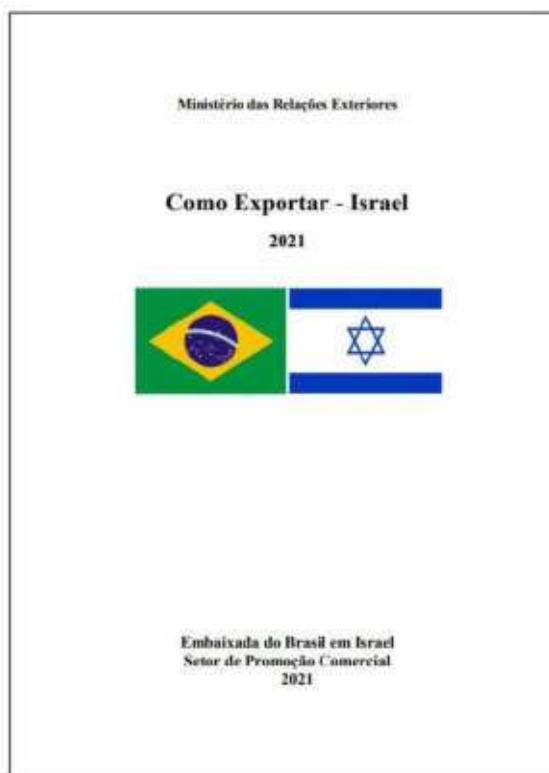 Ministério das Relações Exteriores
Como Exportar - Israel
2021
Embaixada do Brasil em Israel
Setor de Promoção Comercial
2021